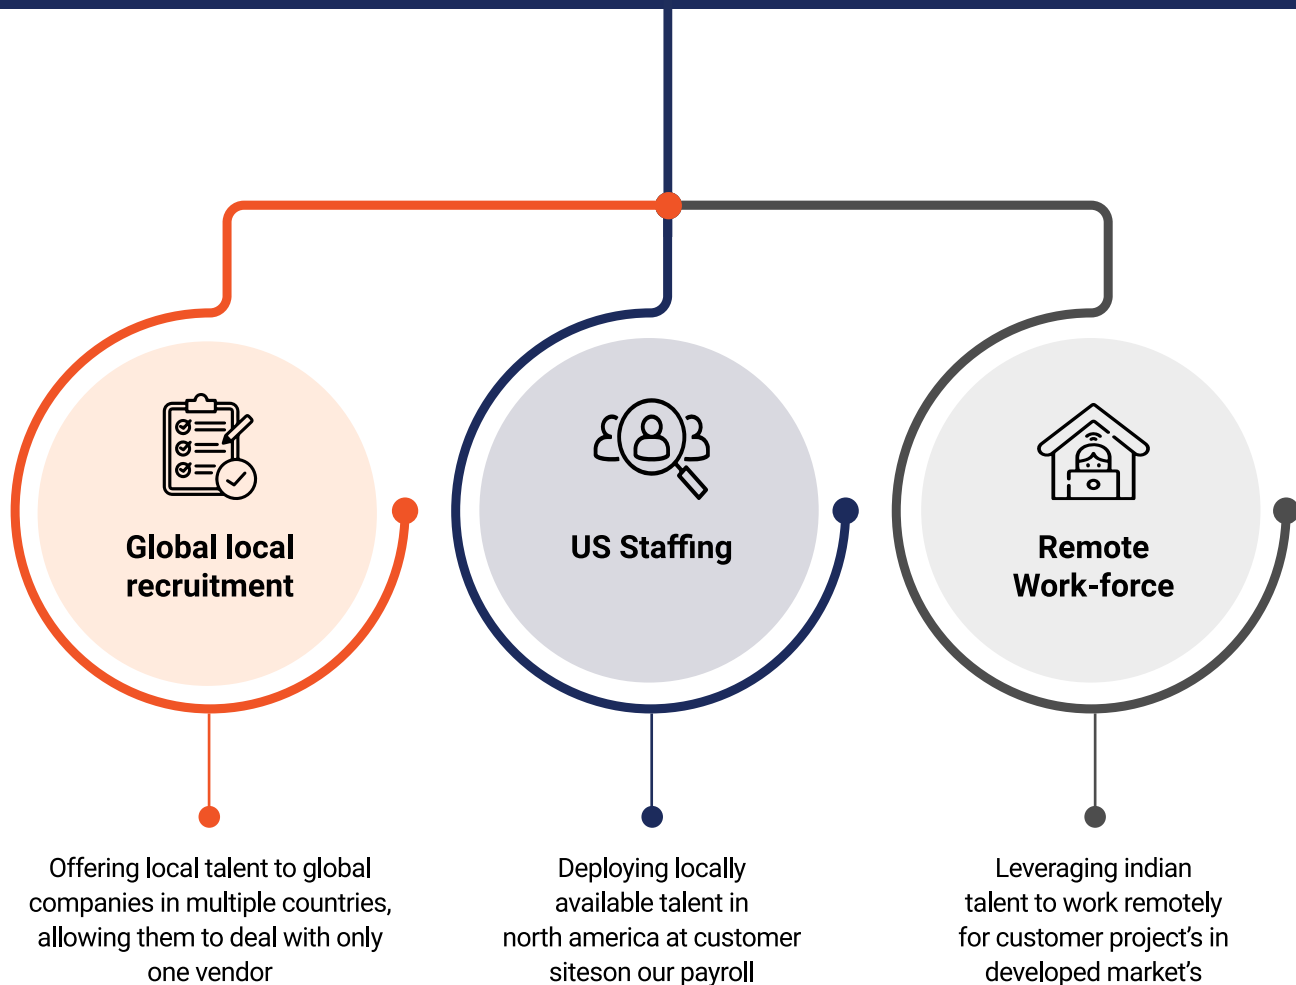 Global local
recruitment
US Staffing
Remote
Work-force
Offering local talent to global
companies in multiple countries,
allowing them to deal with only
one vendor
Deploying locally
available talent in
north america at customer
siteson our payroll
Leveraging indian
talent to work remotely
for customer project's in
developed market's